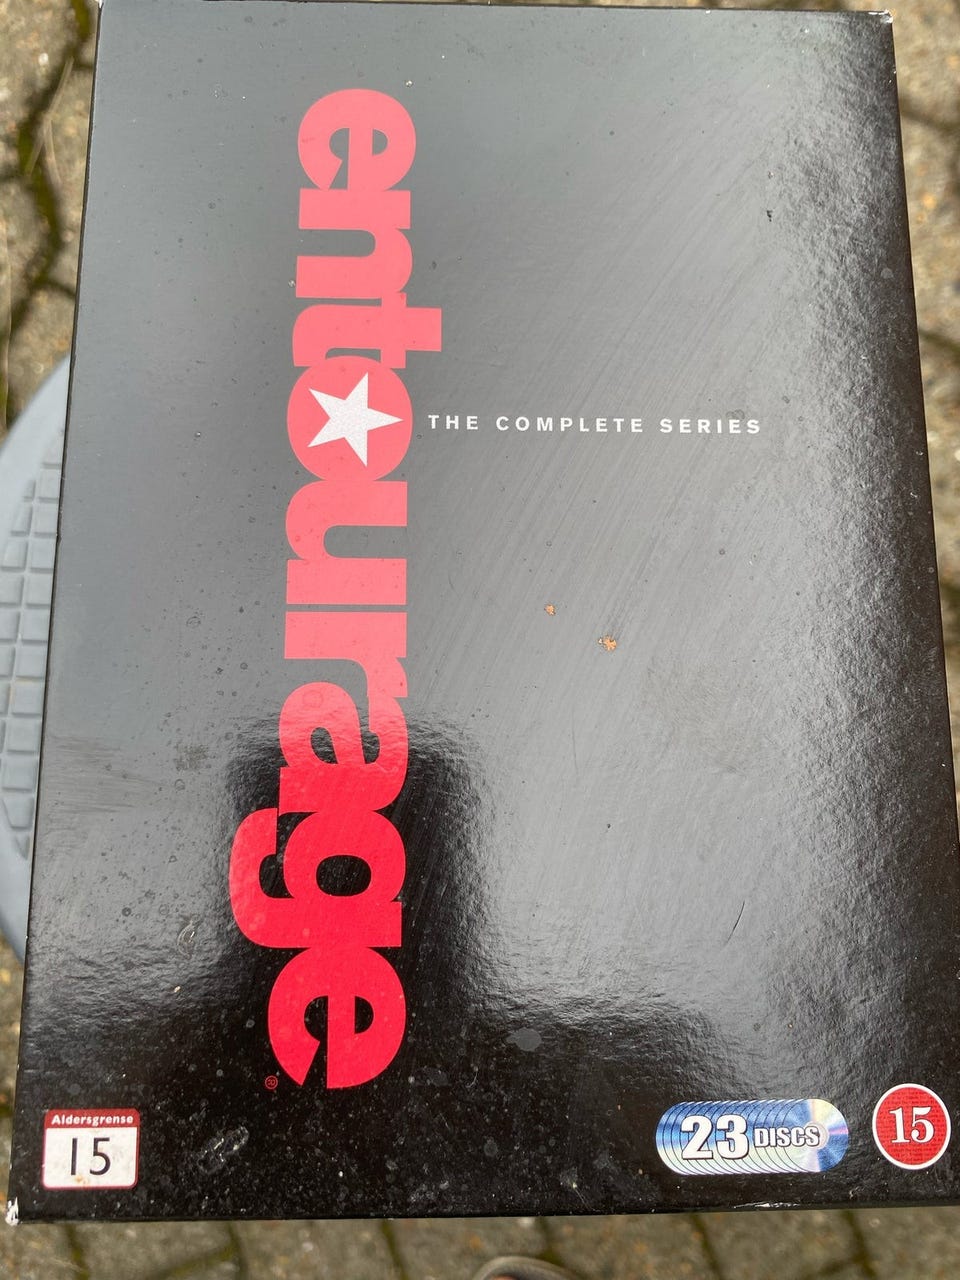 entourage
®
THE COMPLETE SERIES
Aldersgrense
15
23 DISCS
15